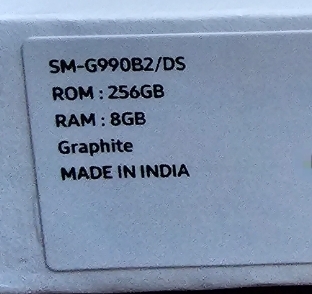 SM-G990B2/DS
ROM : 256GB
RAM : 8GB
Graphite
MADE IN INDIA